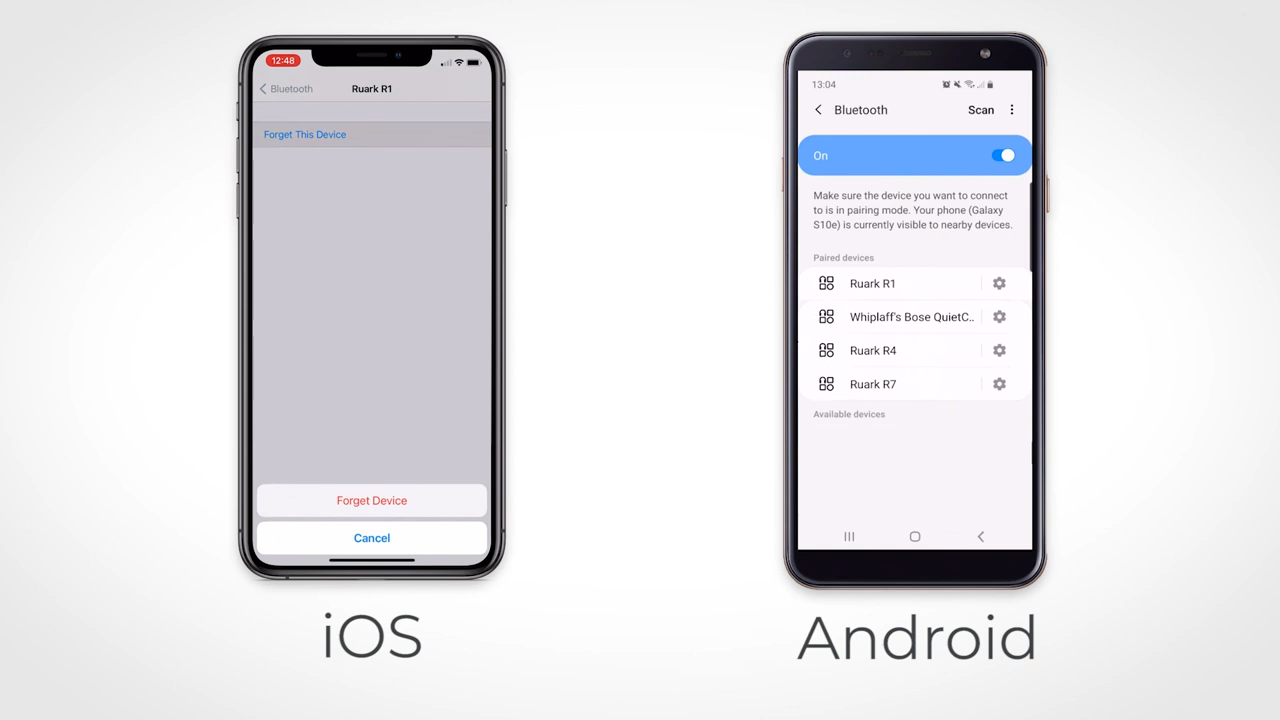 12:48
Bluetooth
Ruark R1
Forget This Device
Forget Device
Cancel
iOS
13:04
Bluetooth
Scan
On
Make sure the device you want to connect
to is in pairing mode. Your phone (Galaxy
S10e) is currently visible to nearby devices.
Paired devices
Ruark R1
Whiplaff's Bose QuietC..
Ruark R4
Ruark R7
Available devices
Android